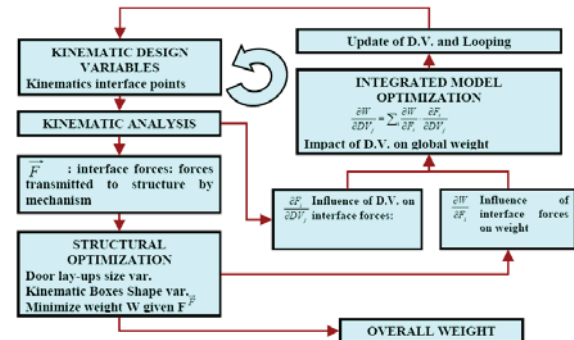 KINEMATIC DESIGN
VARIABLES
Kinematics interface points
KINEMATIC ANALYSIS
F⃗ : interface forces: forces
transmitted to structure by
mechanism
STRUCTURAL
OPTIMIZATION
Door lay-ups size var.
Kinematic Boxes Shape var.
Minimize weight W given F F⃗
Update of D.V. and Looping
INTEGRATED MODEL
OPTIMIZATION
∂W/∂DV_j = Σ_i ∂W/∂F_i · ∂F_i/∂DV_j
Impact of D.V. on global weight
∂F_i/∂DV_j Influence of D.V. on
interface forces:
∂W/∂F_i Influence of
interface forces
on weight
OVERALL WEIGHT